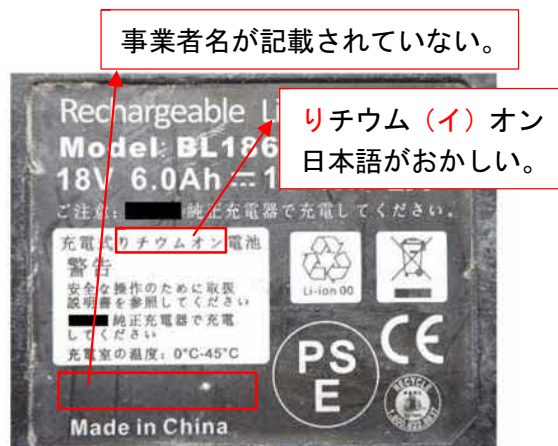 事業者名が記載されていない。
りチウム（イ）オン
日本語がおかしい。
Rechargeable
Model: BL186
18V 6.0Ah
ご注意: 純正充電器で充電してください。
充電式りチウムオン電池
警告
安全な操作のために取扱
説明書を参照してください
純正充電器で充電
してください
充電室の温度: 0°C-45°C
Li-ion 00
PS
E
CE
RECYCLE
Made in China